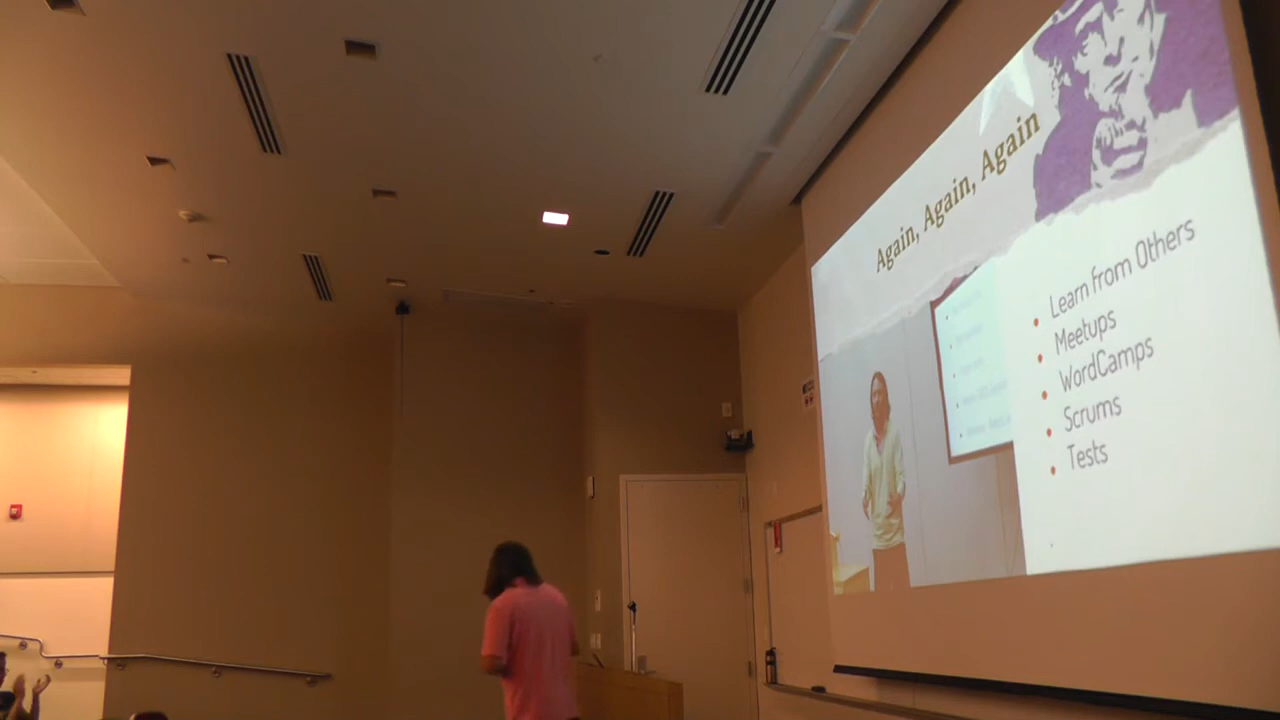 Again, Again, Again
Learn from Others
Meetups
WordCamps
Scrums
Tests